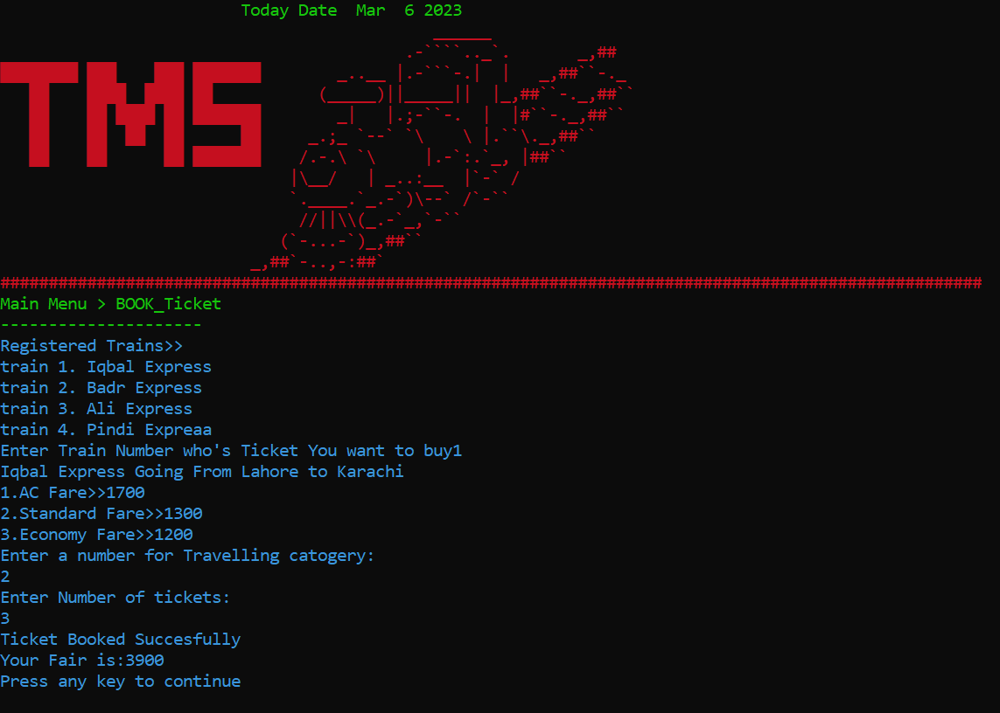 Today Date  Mar  6 2023
TMS
Main Menu > BOOK_Ticket
---------------------
Registered Trains>>
train 1. Iqbal Express
train 2. Badr Express
train 3. Ali Express
train 4. Pindi Expreaa
Enter Train Number who's Ticket You want to buy1
Iqbal Express Going From Lahore to Karachi
1.AC Fare>>1700
2.Standard Fare>>1300
3.Economy Fare>>1200
Enter a number for Travelling catogery:
2
Enter Number of tickets:
3
Ticket Booked Succesfully
Your Fair is:3900
Press any key to continue